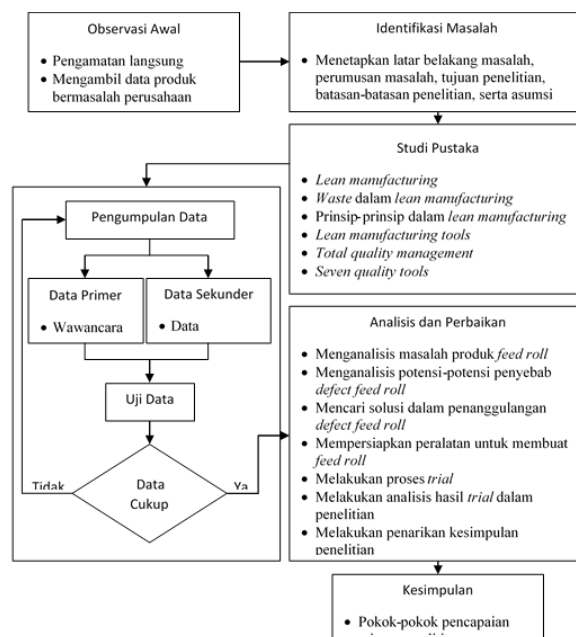 Observasi Awal
• Pengamatan langsung
• Mengambil data produk
bermasalah perusahaan
Identifikasi Masalah
• Menetapkan latar belakang masalah,
perumusan masalah, tujuan penelitian,
batasan-batasan penelitian, serta asumsi
Studi Pustaka
• Lean manufacturing
• Waste dalam lean manufacturing
• Prinsip-prinsip dalam lean manufacturing
• Lean manufacturing tools
• Total quality management
• Seven quality tools
Pengumpulan Data
Data Primer
• Wawancara
Data Sekunder
• Data
Uji Data
Data
Cukup
Tidak
Ya
Analisis dan Perbaikan
• Menganalisis masalah produk feed roll
• Menganalisis potensi-potensi penyebab
defect feed roll
• Mencari solusi dalam penanggulangan
defect feed roll
• Mempersiapkan peralatan untuk membuat
feed roll
• Melakukan proses trial
• Melakukan analisis hasil trial dalam
penelitian
• Melakukan penarikan kesimpulan
penelitian
Kesimpulan
• Pokok-pokok pencapaian